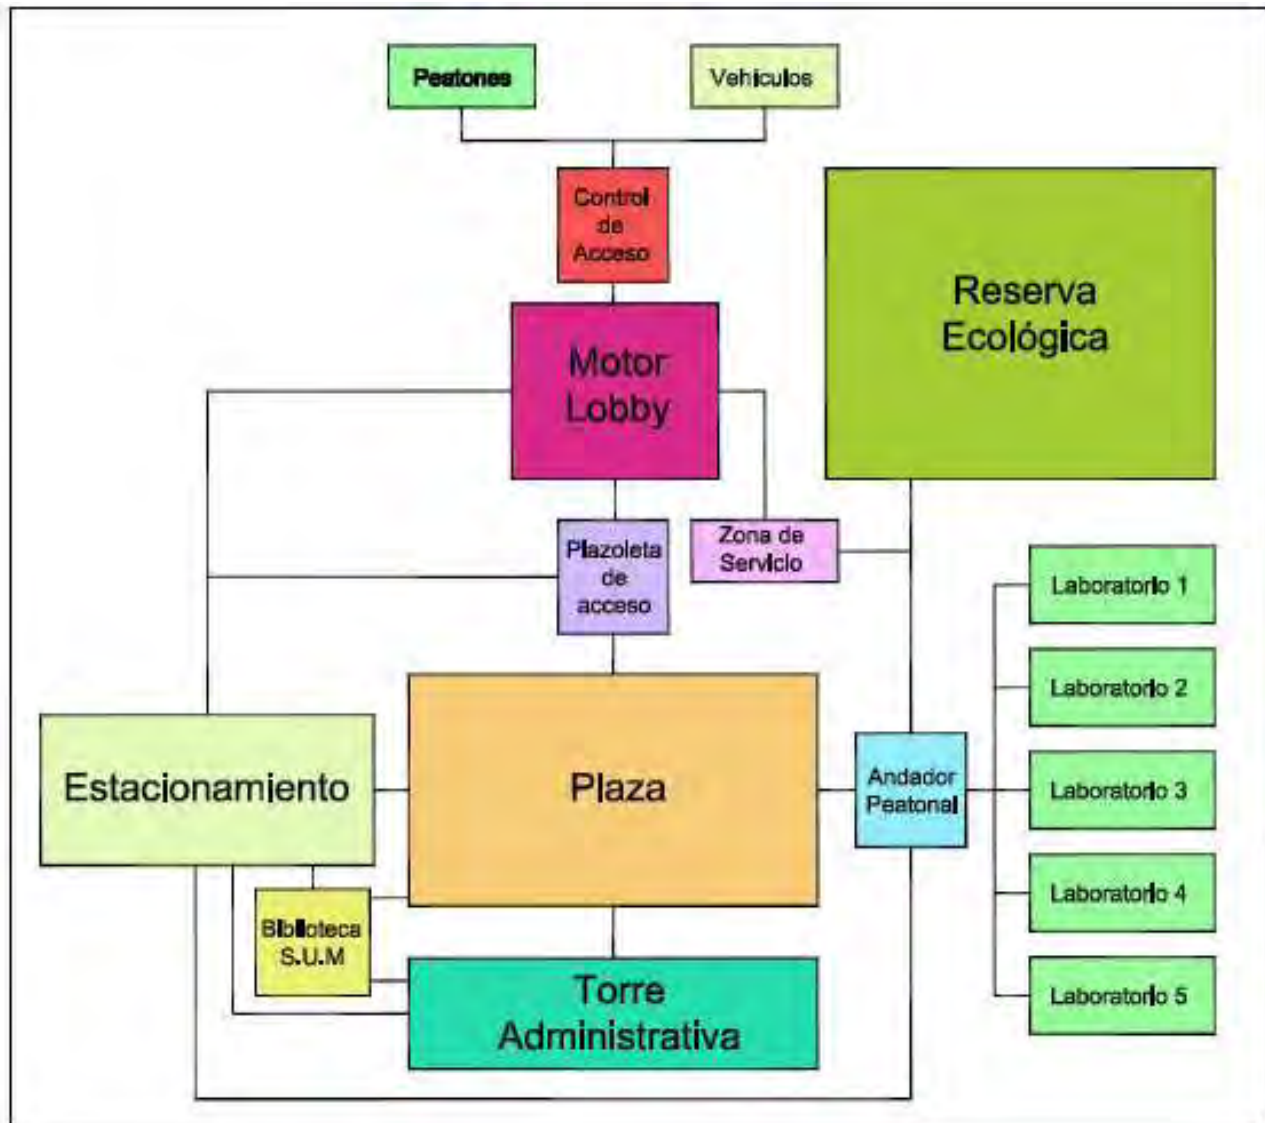 Peatones
Vehículos
Control
de
Acceso
Reserva
Ecológica
Motor
Lobby
Plazoleta
de
acceso
Zona de
Servicio
Laboratorio 1
Laboratorio 2
Estacionamiento
Plaza
Andador
Peatonal
Laboratorio 3
Laboratorio 4
Biblioteca
S.U.M
Torre
Administrativa
Laboratorio 5